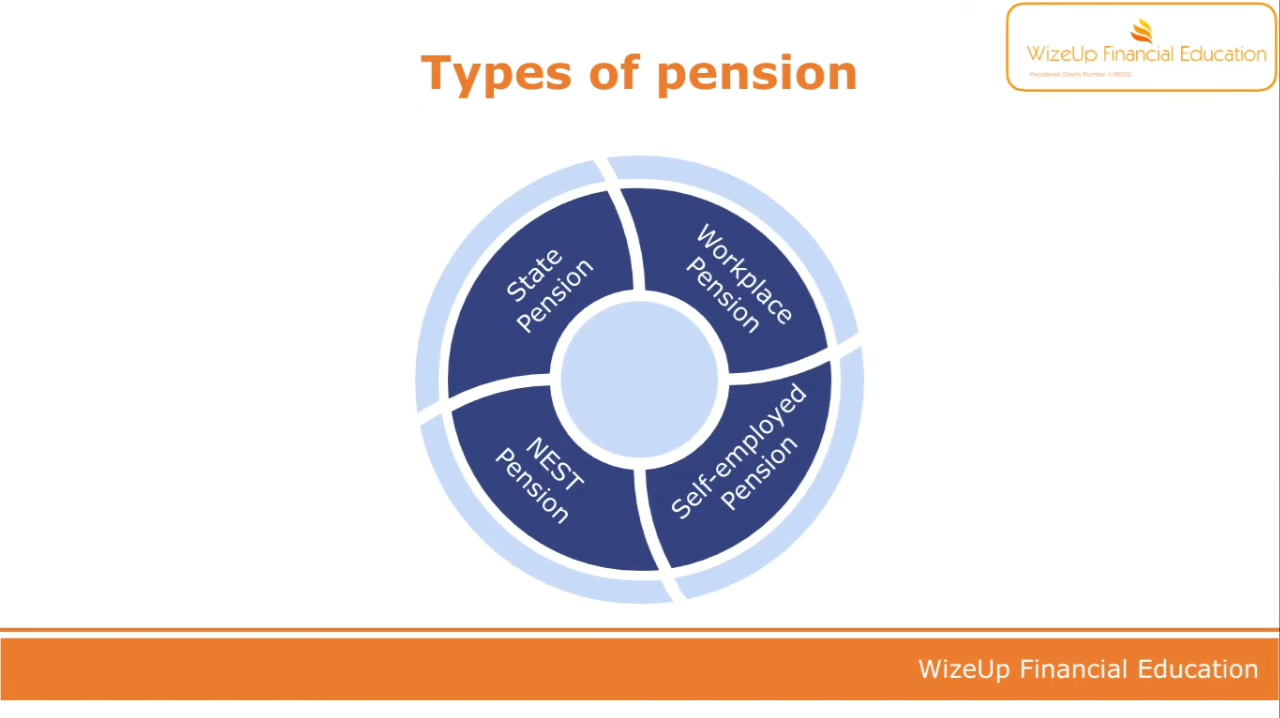 Types of pension
WizeUp Financial Education
State
Pension
Workplace
Pension
NEST
Pension
Self-employed
Pension
WizeUp Financial Education